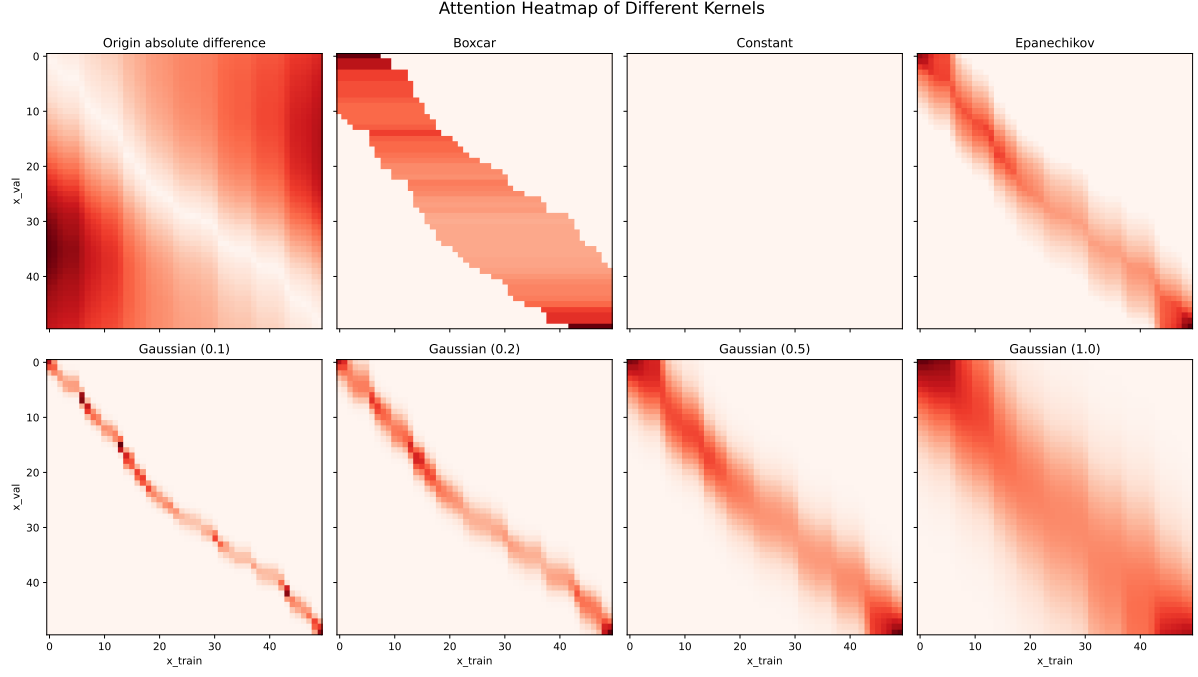 Attention Heatmap of Different Kernels
Origin absolute difference
Boxcar
Constant
Epanechikov
0
10
20
30
40
x_val
Gaussian (0.1)
Gaussian (0.2)
Gaussian (0.5)
Gaussian (1.0)
0
10
20
30
40
x_val
0 10 20 30 40
0 10 20 30 40
0 10 20 30 40
0 10 20 30 40
x_train
x_train
x_train
x_train